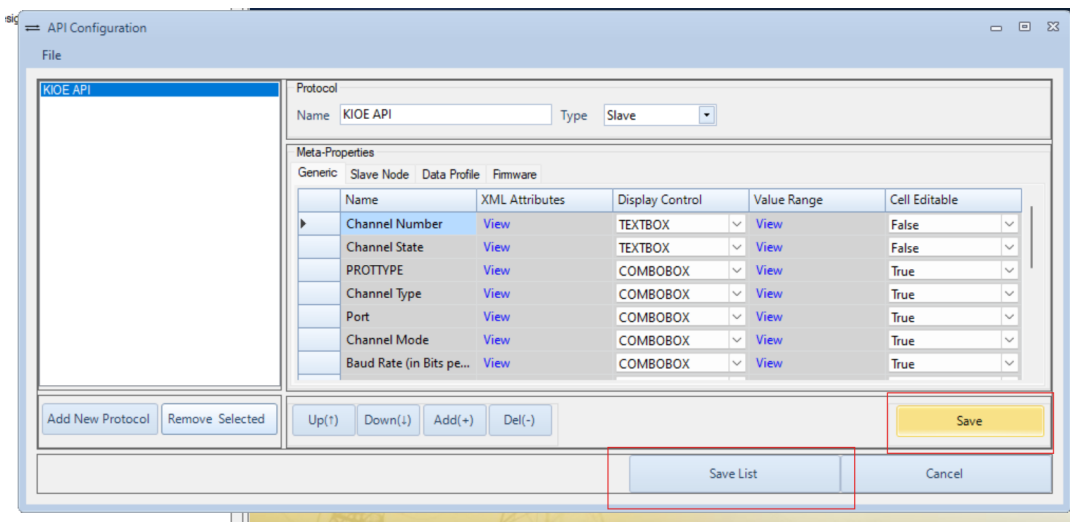 esig
API Configuration
File
KIOE API
Protocol
Name KIOE API Type Slave
Meta-Properties
Generic Slave Node Data Profile Firmware
Name XML Attributes Display Control Value Range Cell Editable
Channel Number View TEXTBOX View False
Channel State View TEXTBOX View False
PROTTYPE View COMBOBOX View True
Channel Type View COMBOBOX View True
Port View COMBOBOX View True
Channel Mode View COMBOBOX View True
Baud Rate (in Bits pe... View COMBOBOX View True
Add New Protocol Remove Selected Up(↑) Down(↓) Add(+) Del(-) Save
Save List Cancel